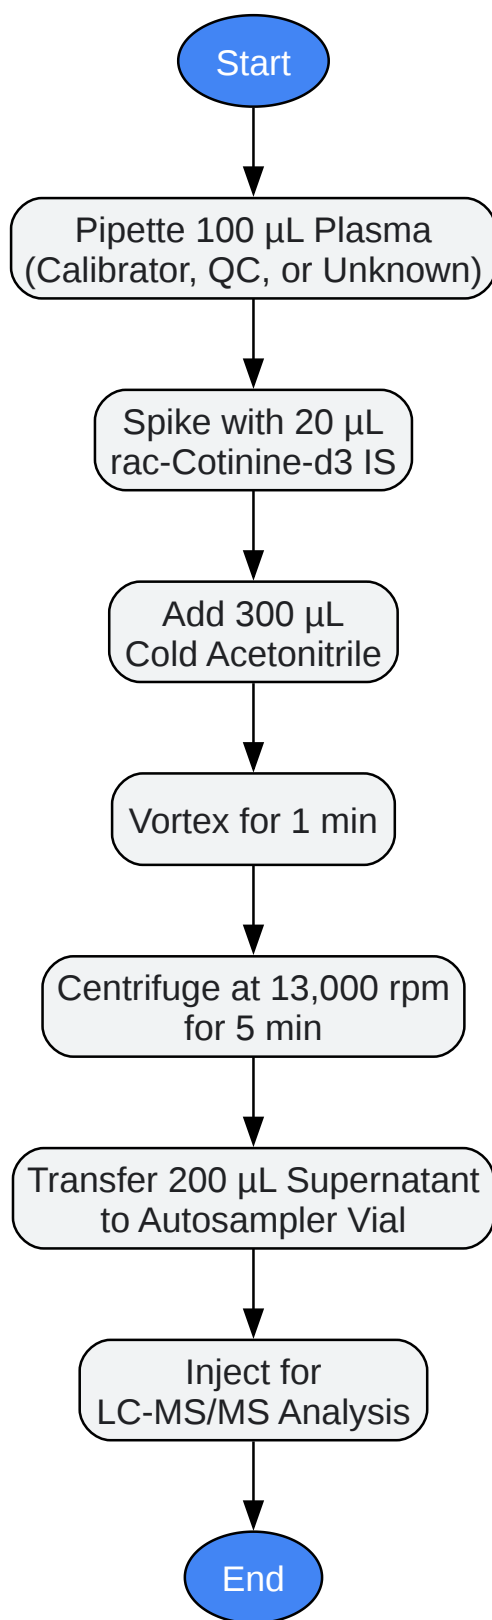 Start
Pipette 100 µL Plasma
(Calibrator, QC, or Unknown)
Spike with 20 µL
rac-Cotinine-d3 IS
Add 300 µL
Cold Acetonitrile
Vortex for 1 min
Centrifuge at 13,000 rpm
for 5 min
Transfer 200 µL Supernatant
to Autosampler Vial
Inject for
LC-MS/MS Analysis
End